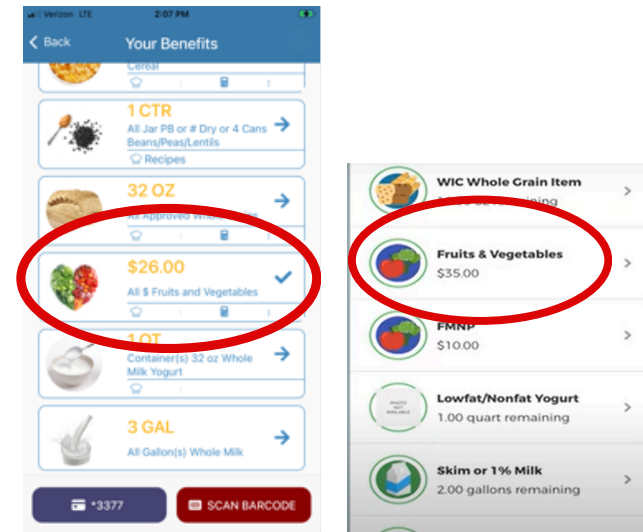 Verizon LTE
2:07 PM
Back
Your Benefits
Cereal
1 CTR
All Jar PB or # Dry or 4 Cans
Beans/Peas/Lentils
Recipes
32 OZ
All Approved
$26.00
All $ Fruits and Vegetables
1 QT
Container(s) 32 oz Whole
Milk Yogurt
3 GAL
All Gallon(s) Whole Milk
*3377
SCAN BARCODE
WIC Whole Grain Item
remaining
Fruits & Vegetables
$35.00
FMNP
$10.00
PHOTO
NOT
AVAILABLE
Lowfat/Nonfat Yogurt
1.00 quart remaining
Skim or 1% Milk
2.00 gallons remaining